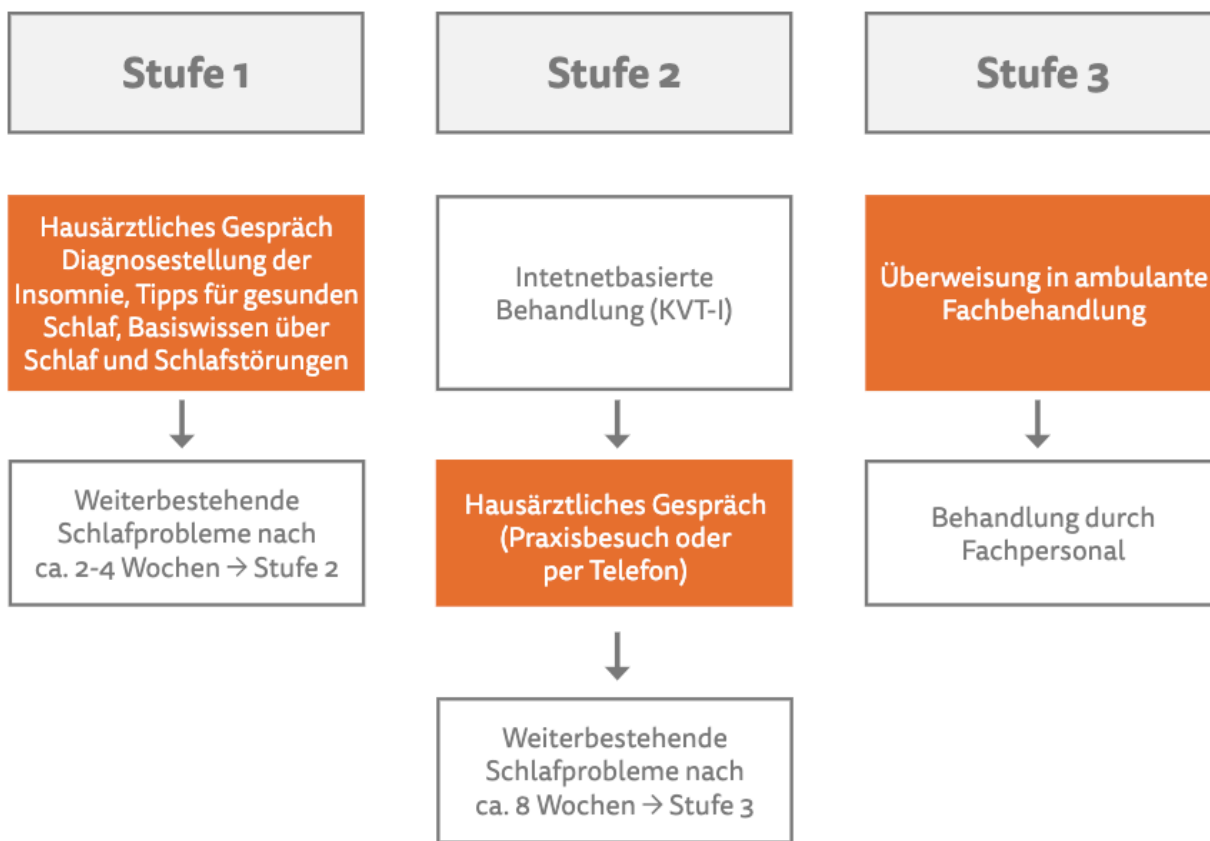 Stufe 1
Hausärztliches Gespräch
Diagnosestellung der
Insomnie, Tipps für gesunden
Schlaf, Basiswissen über
Schlaf und Schlafstörungen
Weiterbestehende
Schlafprobleme nach
ca. 2-4 Wochen → Stufe 2
Stufe 2
Intetnetbasierte
Behandlung (KVT-I)
Hausärztliches Gespräch
(Praxisbesuch oder
per Telefon)
Weiterbestehende
Schlafprobleme nach
ca. 8 Wochen → Stufe 3
Stufe 3
Überweisung in ambulante
Fachbehandlung
Behandlung durch
Fachpersonal